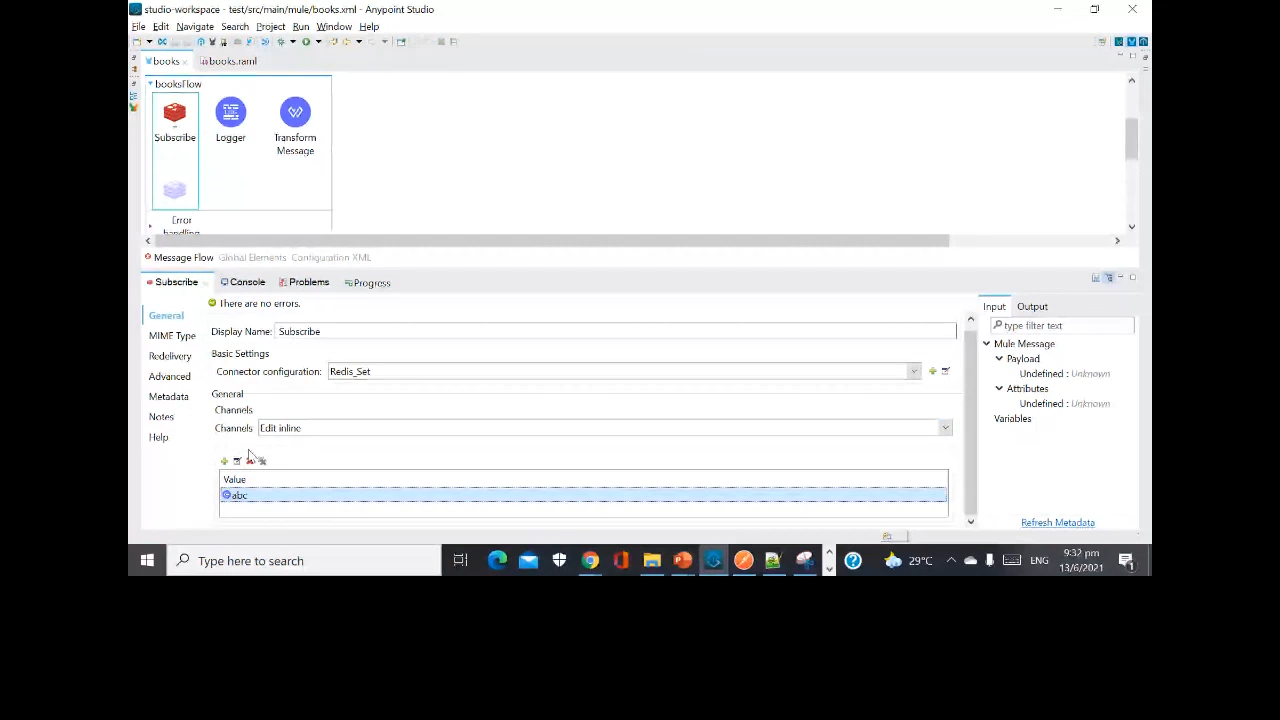 studio-workspace - test/src/main/mule/books.xml - Anypoint Studio
File Edit Navigate Search Project Run Window Help
books books.raml
booksFlow
Subscribe Logger Transform
Message
Error
handling
Message Flow Global Elements Configuration XML
Subscribe Console Problems Progress
There are no errors.
General
MIME Type
Redelivery
Advanced
Metadata
Notes
Help
Display Name: Subscribe
Basic Settings
Connector configuration: Redis_Set
General
Channels
Channels Edit inline
Value
abc
Input Output
type filter text
Mule Message
Payload
Undefined : Unknown
Attributes
Undefined : Unknown
Variables
Refresh Metadata
Type here to search
29°C ENG 9:32 pm
13/6/2021